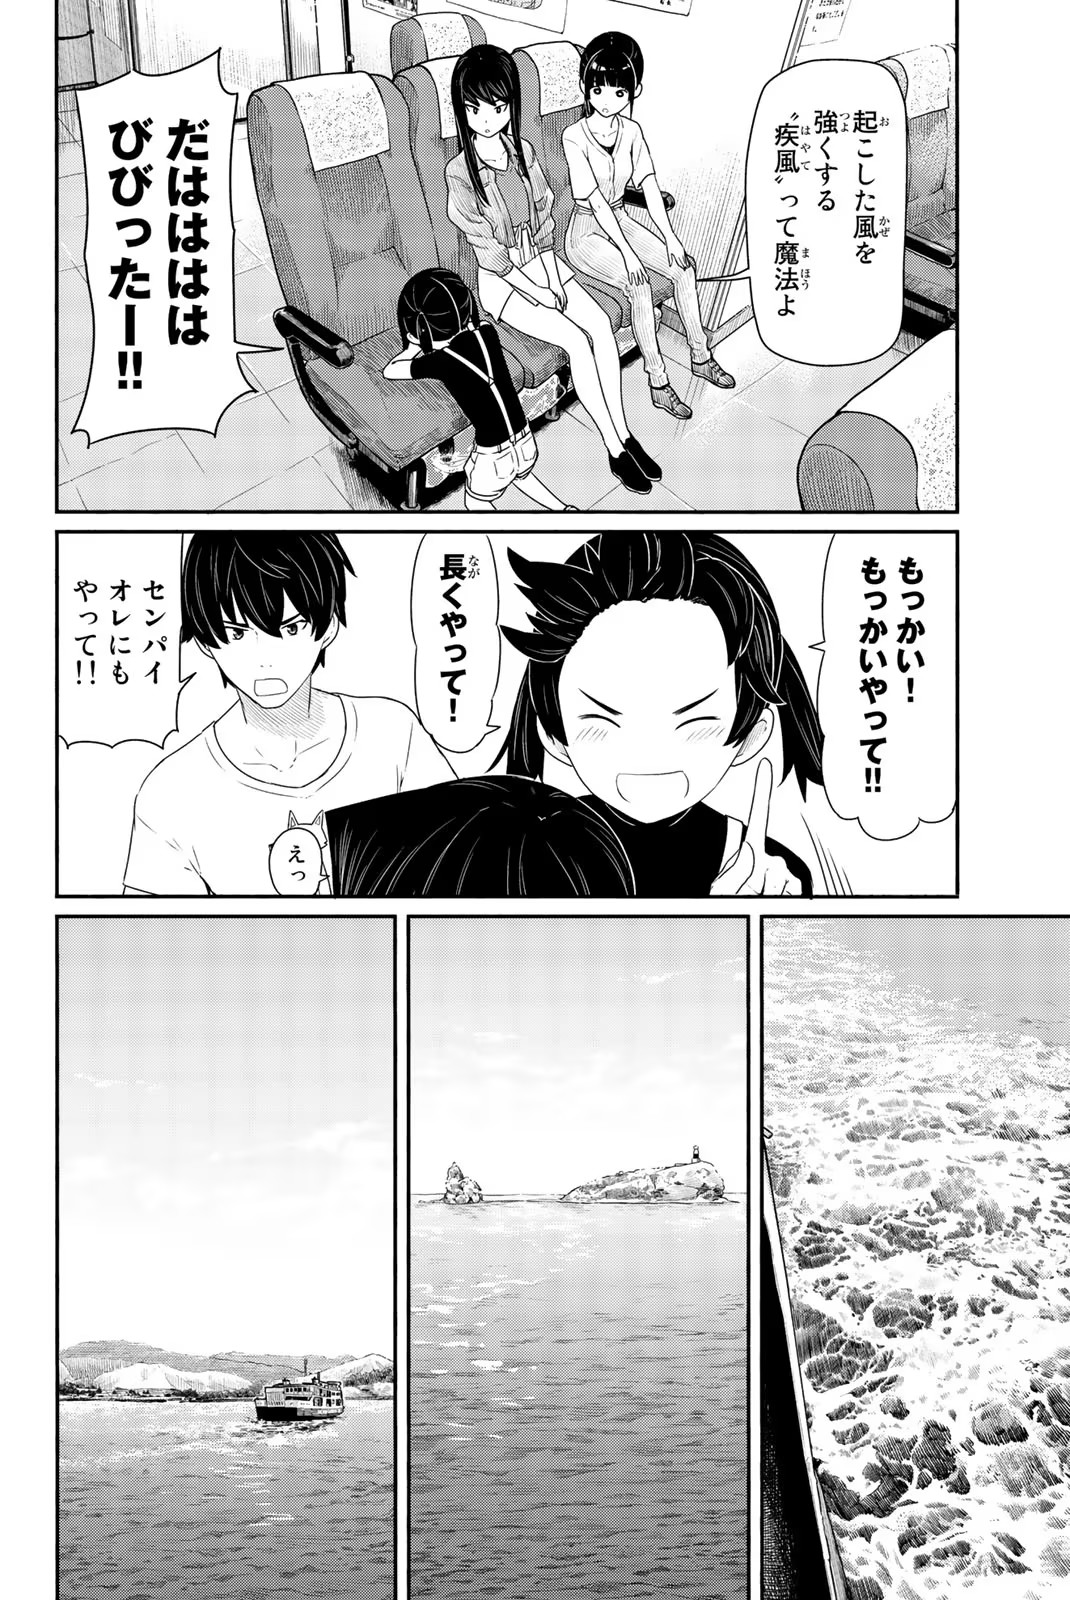 起こした風を
強くする
〝疾風〟って魔法よ
だはははは
びびったー!!
もっかい！
もっかいやって!!
長くやって！
センパイ
オレにも
やって!!
えっ